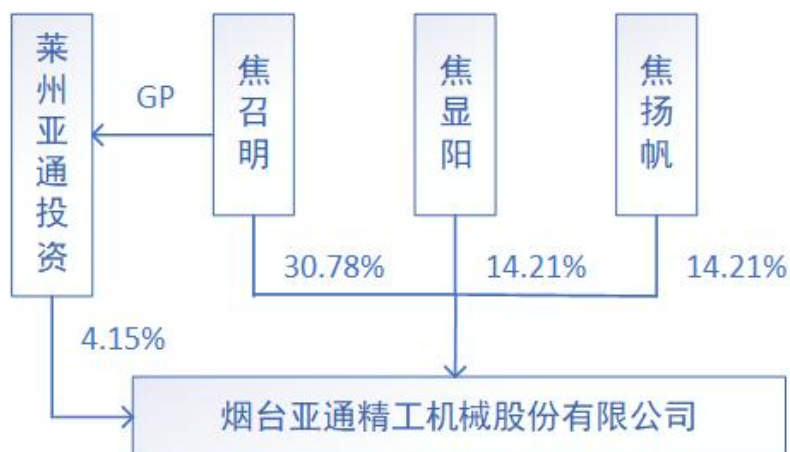 莱州亚通投资
GP
焦召明
焦显阳
焦扬帆
30.78%
14.21%
14.21%
4.15%
烟台亚通精工机械股份有限公司